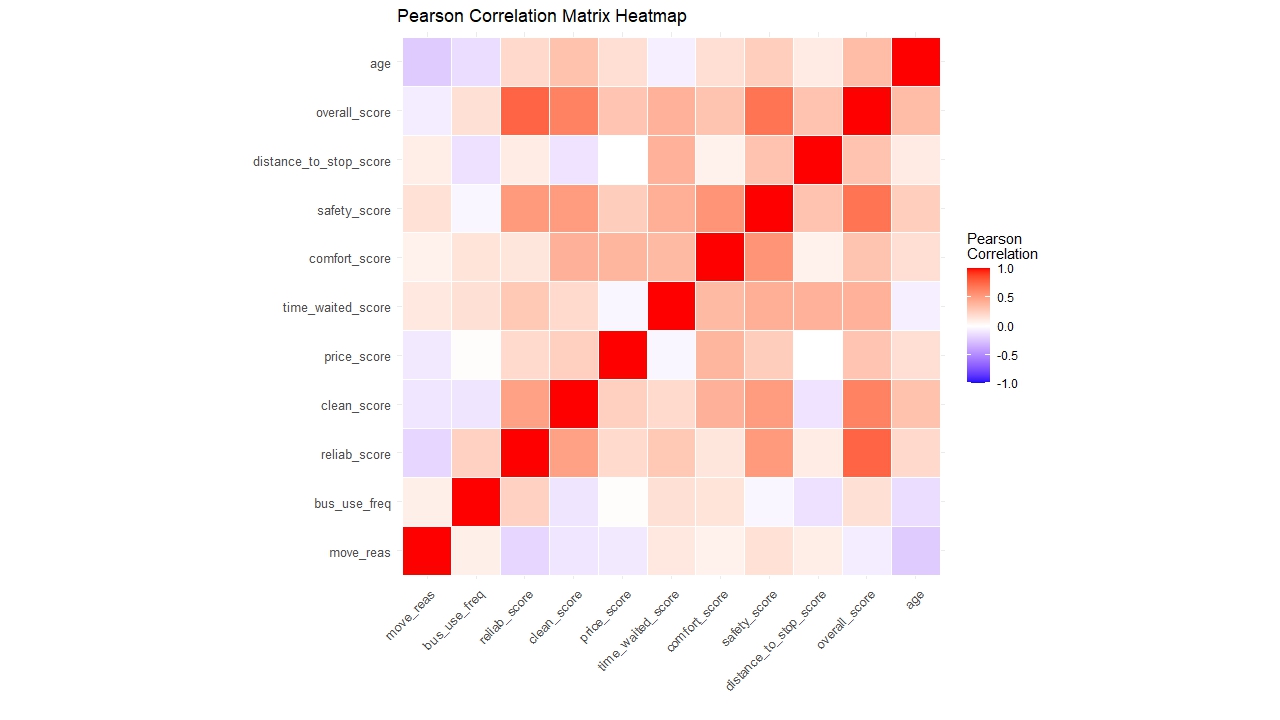 Pearson Correlation Matrix Heatmap
age
overall_score
distance_to_stop_score
safety_score
comfort_score
time_waited_score
price_score
clean_score
reliab_score
bus_use_freq
move_reas
move_reas
bus_use_freq
reliab_score
clean_score
price_score
time_waited_score
comfort_score
safety_score
distance_to_stop_score
overall_score
age
Pearson
Correlation
1.0
0.5
0.0
-0.5
-1.0